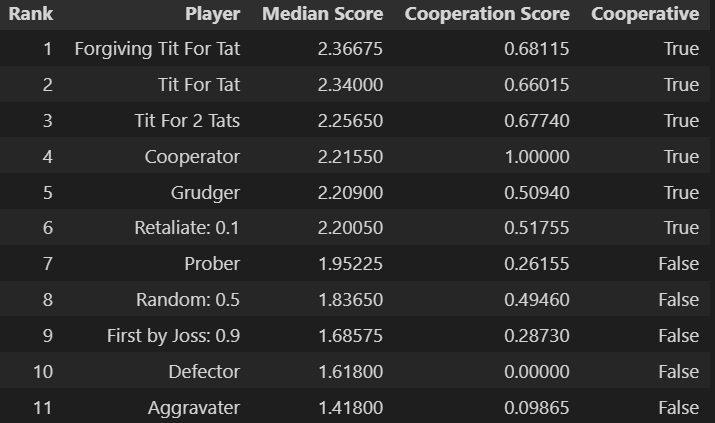 Rank Player Median Score Cooperation Score Cooperative
1 Forgiving Tit For Tat 2.36675 0.68115 True
2 Tit For Tat 2.34000 0.66015 True
3 Tit For 2 Tats 2.25650 0.67740 True
4 Cooperator 2.21550 1.00000 True
5 Grudger 2.20900 0.50940 True
6 Retaliate: 0.1 2.20050 0.51755 True
7 Prober 1.95225 0.26155 False
8 Random: 0.5 1.83650 0.49460 False
9 First by Joss: 0.9 1.68575 0.28730 False
10 Defector 1.61800 0.00000 False
11 Aggravater 1.41800 0.09865 False